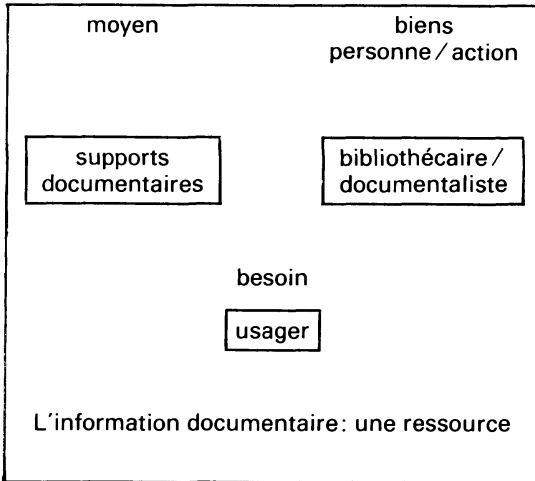 moyen
biens
personne / action
supports
documentaires
bibliothécaire /
documentaliste
besoin
usager
L'information documentaire: une ressource